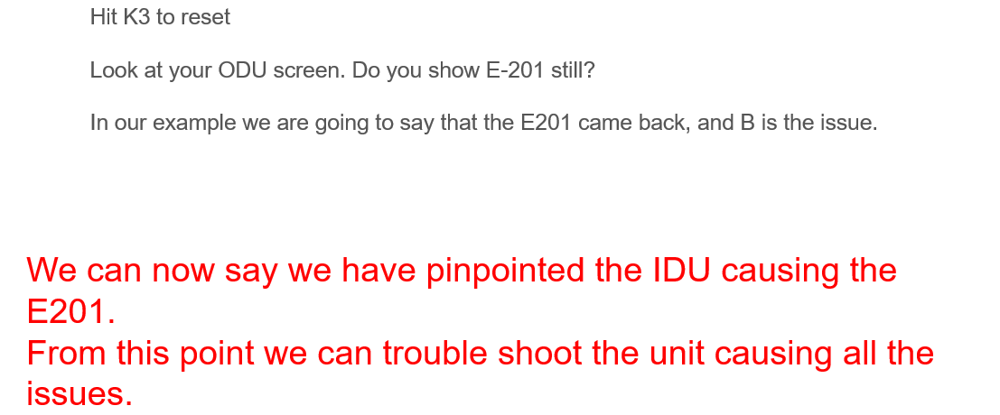 Hit K3 to reset
Look at your ODU screen. Do you show E-201 still?
In our example we are going to say that the E201 came back, and B is the issue.
We can now say we have pinpointed the IDU causing the
E201.
From this point we can trouble shoot the unit causing all the
issues.